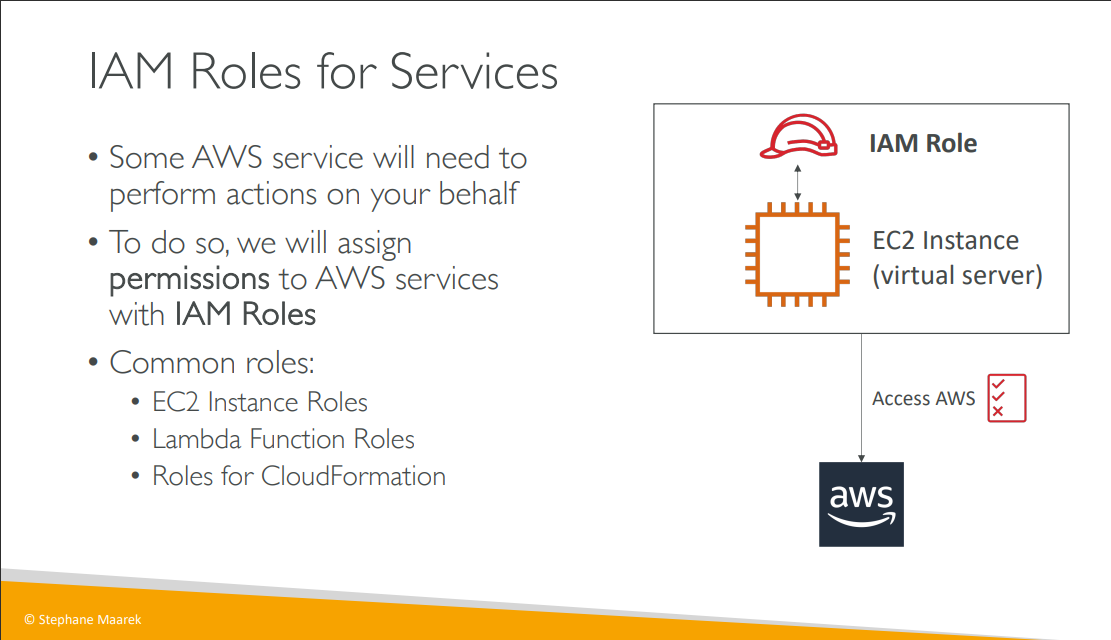 IAM Roles for Services
• Some AWS service will need to
perform actions on your behalf
• To do so, we will assign
permissions to AWS services
with IAM Roles
• Common roles:
• EC2 Instance Roles
• Lambda Function Roles
• Roles for CloudFormation
IAM Role
EC2 Instance
(virtual server)
Access AWS
aws
© Stephane Maarek